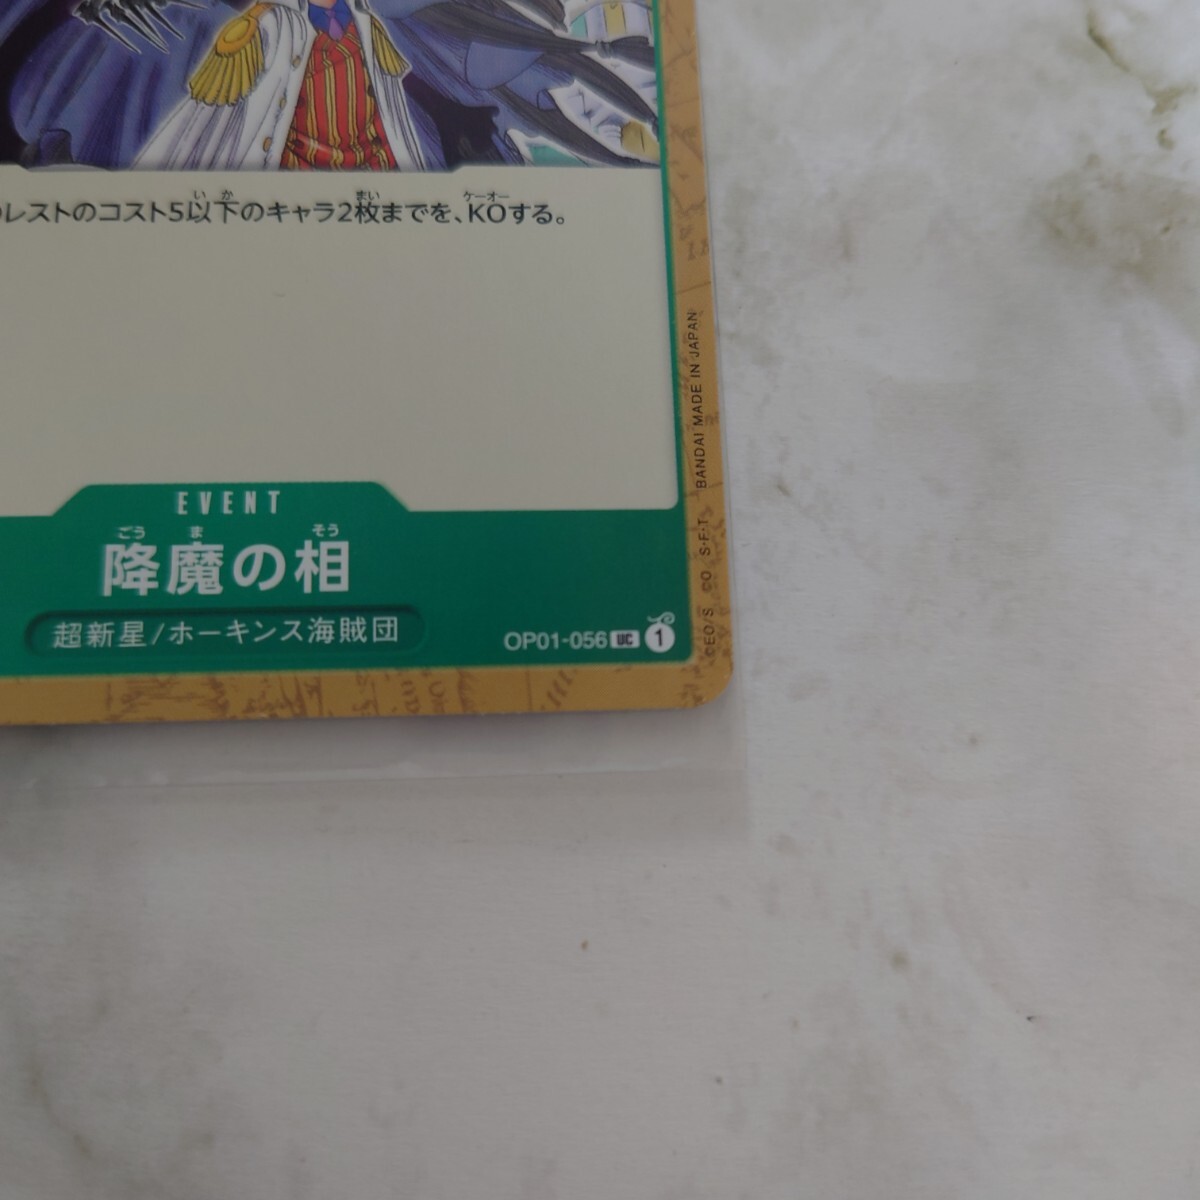 いか まい ケーオー
レストのコスト5以下のキャラ2枚までを、KOする。
EVENT
ごう ま そう
降魔の相
超新星/ホーキンス海賊団
OP01-056 UC 1
©EO/S ©O S・F・T BANDAI MADE IN JAPAN